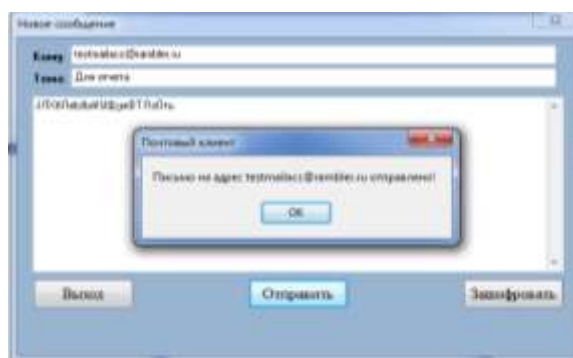 Новое сообщение
Кому testmailacc@rambler.ru
Тема Для отчета
Почтовый клиент
Письмо на адрес testmailacc@rambler.ru отправлено!
OK
Выход
Отправить
Зашифровать